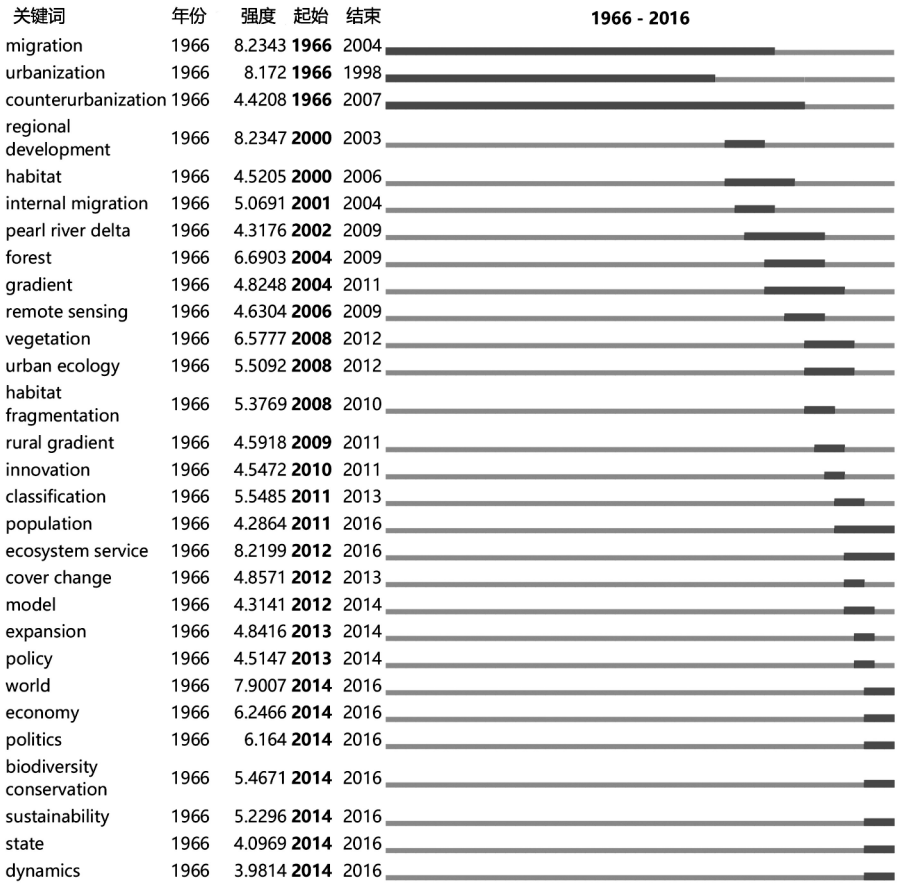 关键词 年份 强度 起始 结束 1966 - 2016
migration 1966 8.2343 1966 2004
urbanization 1966 8.172 1966 1998
counterurbanization 1966 4.4208 1966 2007
regional
development 1966 8.2347 2000 2003
habitat 1966 4.5205 2000 2006
internal migration 1966 5.0691 2001 2004
pearl river delta 1966 4.3176 2002 2009
forest 1966 6.6903 2004 2009
gradient 1966 4.8248 2004 2011
remote sensing 1966 4.6304 2006 2009
vegetation 1966 6.5777 2008 2012
urban ecology 1966 5.5092 2008 2012
habitat
fragmentation 1966 5.3769 2008 2010
rural gradient 1966 4.5918 2009 2011
innovation 1966 4.5472 2010 2011
classification 1966 5.5485 2011 2013
population 1966 4.2864 2011 2016
ecosystem service 1966 8.2199 2012 2016
cover change 1966 4.8571 2012 2013
model 1966 4.3141 2012 2014
expansion 1966 4.8416 2013 2014
policy 1966 4.5147 2013 2014
world 1966 7.9007 2014 2016
economy 1966 6.2466 2014 2016
politics 1966 6.164 2014 2016
biodiversity
conservation 1966 5.4671 2014 2016
sustainability 1966 5.2296 2014 2016
state 1966 4.0969 2014 2016
dynamics 1966 3.9814 2014 2016